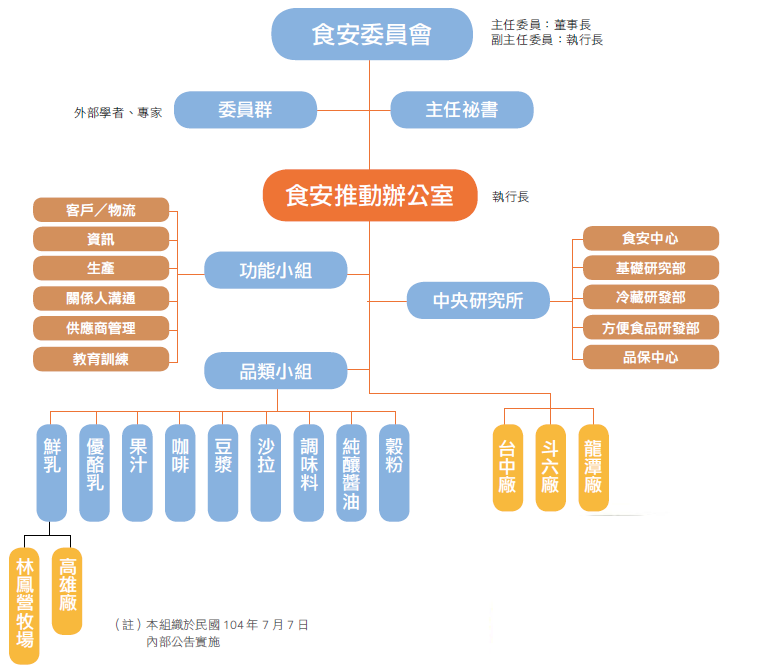 食安委員會
主任委員：董事長
副主任委員：執行長
外部學者、專家
委員群
主任祕書
食安推動辦公室
執行長
客戶／物流
資訊
生產
關係人溝通
供應商管理
教育訓練
功能小組
中央研究所
食安中心
基礎研究部
冷藏研發部
方便食品研發部
品保中心
品類小組
鮮乳
優酪乳
果汁
咖啡
豆漿
沙拉
調味料
純釀醬油
穀粉
台中廠
斗六廠
龍潭廠
林鳳營牧場
高雄廠
（註）本組織於民國 104 年 7 月 7 日
內部公告實施